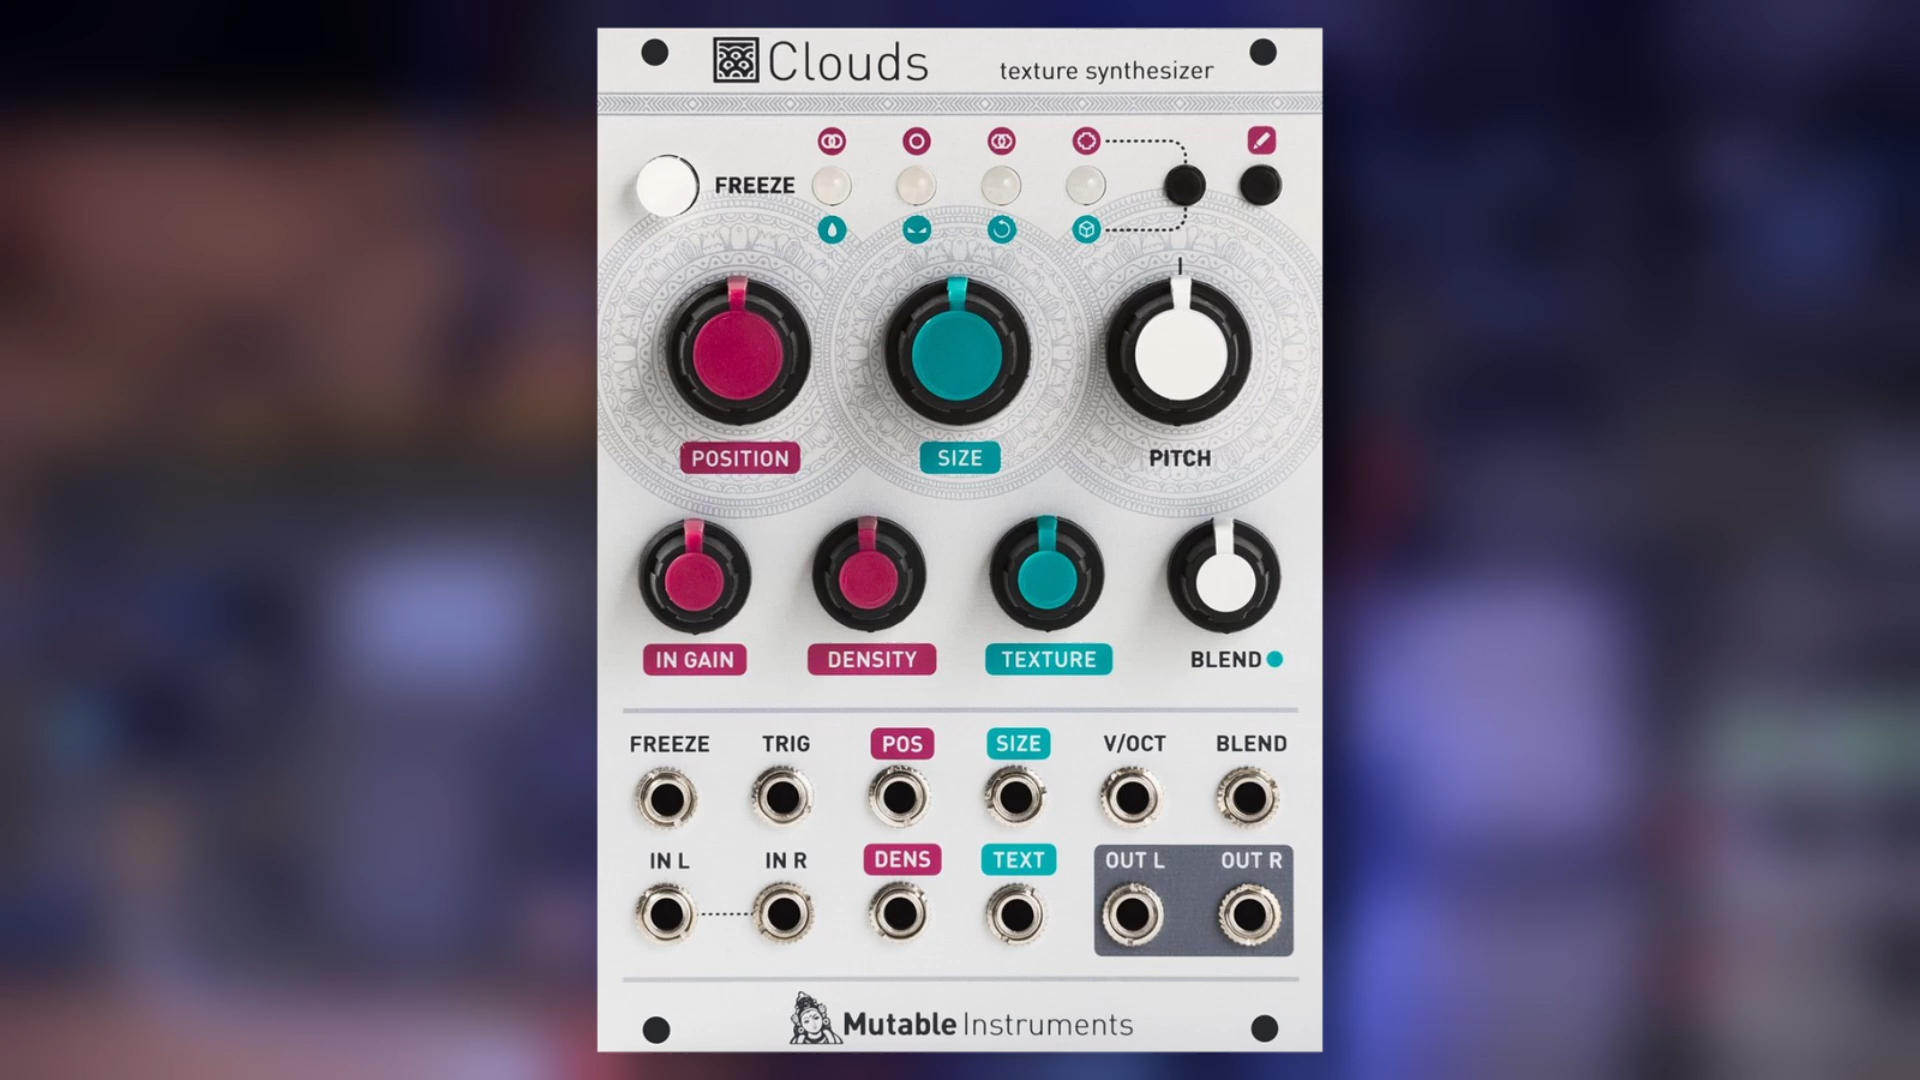 Clouds
texture synthesizer
FREEZE
POSITION
SIZE
PITCH
IN GAIN
DENSITY
TEXTURE
BLEND
FREEZE
TRIG
POS
SIZE
V/OCT
BLEND
IN L
IN R
DENS
TEXT
OUT L
OUT R
Mutable Instruments